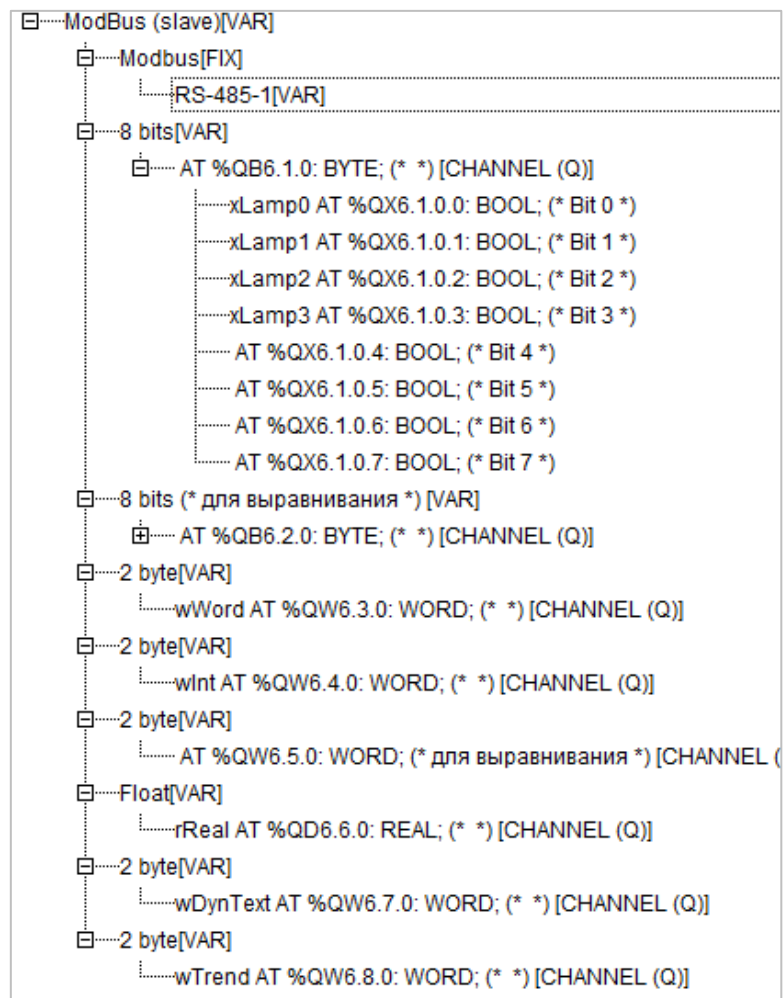 ModBus (slave)[VAR]
Modbus[FIX]
RS-485-1[VAR]
8 bits[VAR]
AT %QB6.1.0: BYTE; (* *) [CHANNEL (Q)]
xLamp0 AT %QX6.1.0.0: BOOL; (* Bit 0 *)
xLamp1 AT %QX6.1.0.1: BOOL; (* Bit 1 *)
xLamp2 AT %QX6.1.0.2: BOOL; (* Bit 2 *)
xLamp3 AT %QX6.1.0.3: BOOL; (* Bit 3 *)
AT %QX6.1.0.4: BOOL; (* Bit 4 *)
AT %QX6.1.0.5: BOOL; (* Bit 5 *)
AT %QX6.1.0.6: BOOL; (* Bit 6 *)
AT %QX6.1.0.7: BOOL; (* Bit 7 *)
8 bits (* для выравнивания *) [VAR]
AT %QB6.2.0: BYTE; (* *) [CHANNEL (Q)]
2 byte[VAR]
wWord AT %QW6.3.0: WORD; (* *) [CHANNEL (Q)]
2 byte[VAR]
wInt AT %QW6.4.0: WORD; (* *) [CHANNEL (Q)]
2 byte[VAR]
AT %QW6.5.0: WORD; (* для выравнивания *) [CHANNEL (
Float[VAR]
rReal AT %QD6.6.0: REAL; (* *) [CHANNEL (Q)]
2 byte[VAR]
wDynText AT %QW6.7.0: WORD; (* *) [CHANNEL (Q)]
2 byte[VAR]
wTrend AT %QW6.8.0: WORD; (* *) [CHANNEL (Q)]